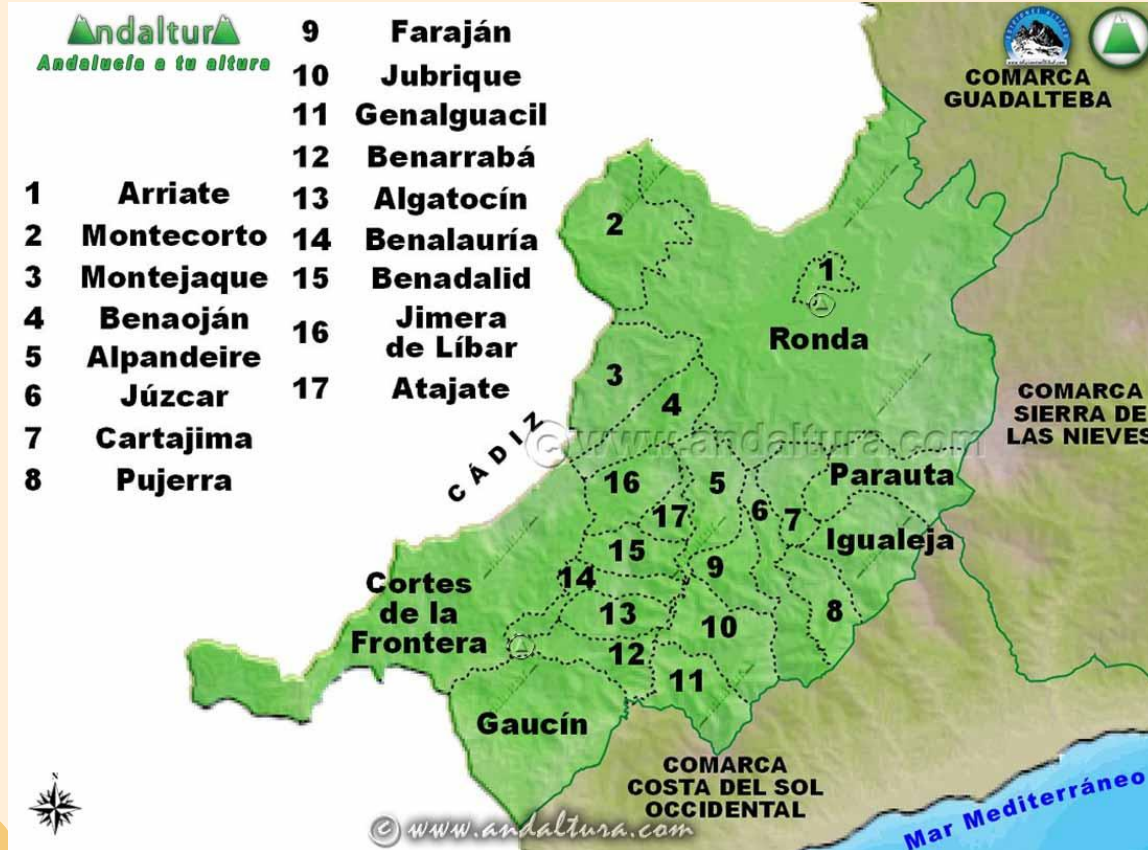 Andaltura
Andalucía a tu altura
1 Arriate
2 Montecorto
3 Montejaque
4 Benaoján
5 Alpandeire
6 Júzcar
7 Cartajima
8 Pujerra
9 Faraján
10 Jubrique
11 Genalguacil
12 Benarrabá
13 Algatocín
14 Benalauría
15 Benadalid
16 Jimera
de Líbar
17 Atajate
COMARCA
GUADALTEBA
2
1
Ronda
3
4
COMARCA
SIERRA DE
LAS NIEVES
CÁDIZ
© www.andaltura.com
16
5
Parauta
17
6
7
Igualeja
15
9
14
Cortes
de la
Frontera
13
10
8
12
11
Gaucín
COMARCA
COSTA DEL SOL
OCCIDENTAL
Mar Mediterráneo
N
© www.andaltura.com